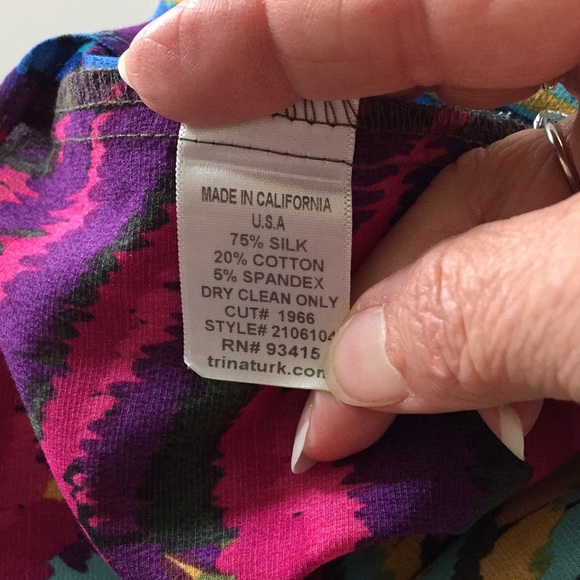 MADE IN CALIFORNIA
U.S.A
75% SILK
20% COTTON
5% SPANDEX
DRY CLEAN ONLY
CUT# 1966
STYLE# 2106104
RN# 93415
trinaturk.com